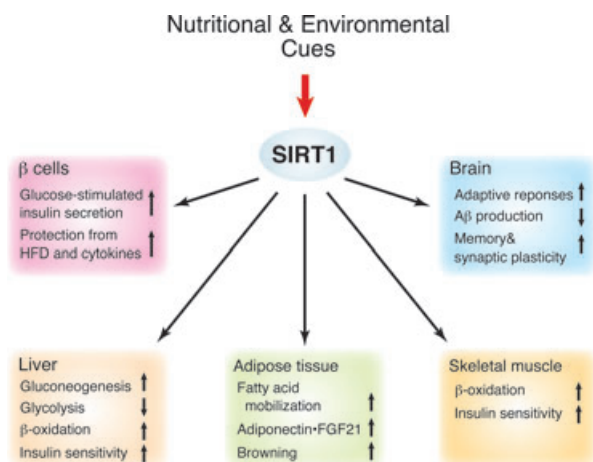 Nutritional & Environmental
Cues
SIRT1
β cells
Glucose-stimulated
insulin secretion
Protection from
HFD and cytokines
Brain
Adaptive reponses
Aβ production
Memory&
synaptic plasticity
Liver
Gluconeogenesis
Glycolysis
β-oxidation
Insulin sensitivity
Adipose tissue
Fatty acid
mobilization
Adiponectin•FGF21
Browning
Skeletal muscle
β-oxidation
Insulin sensitivity